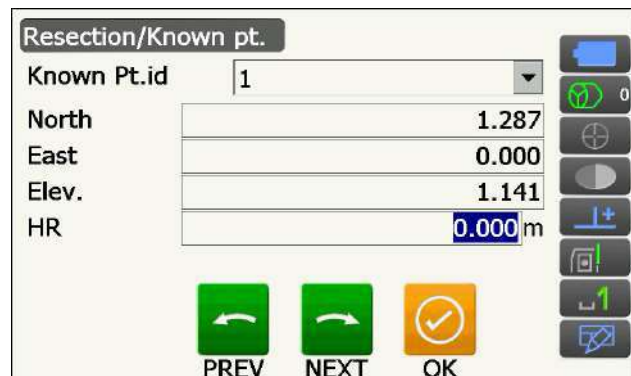 Resection/Known pt.
Known Pt.id 1
North 1.287
East 0.000
Elev. 1.141
HR 0.000 m
PREV NEXT OK
0
1